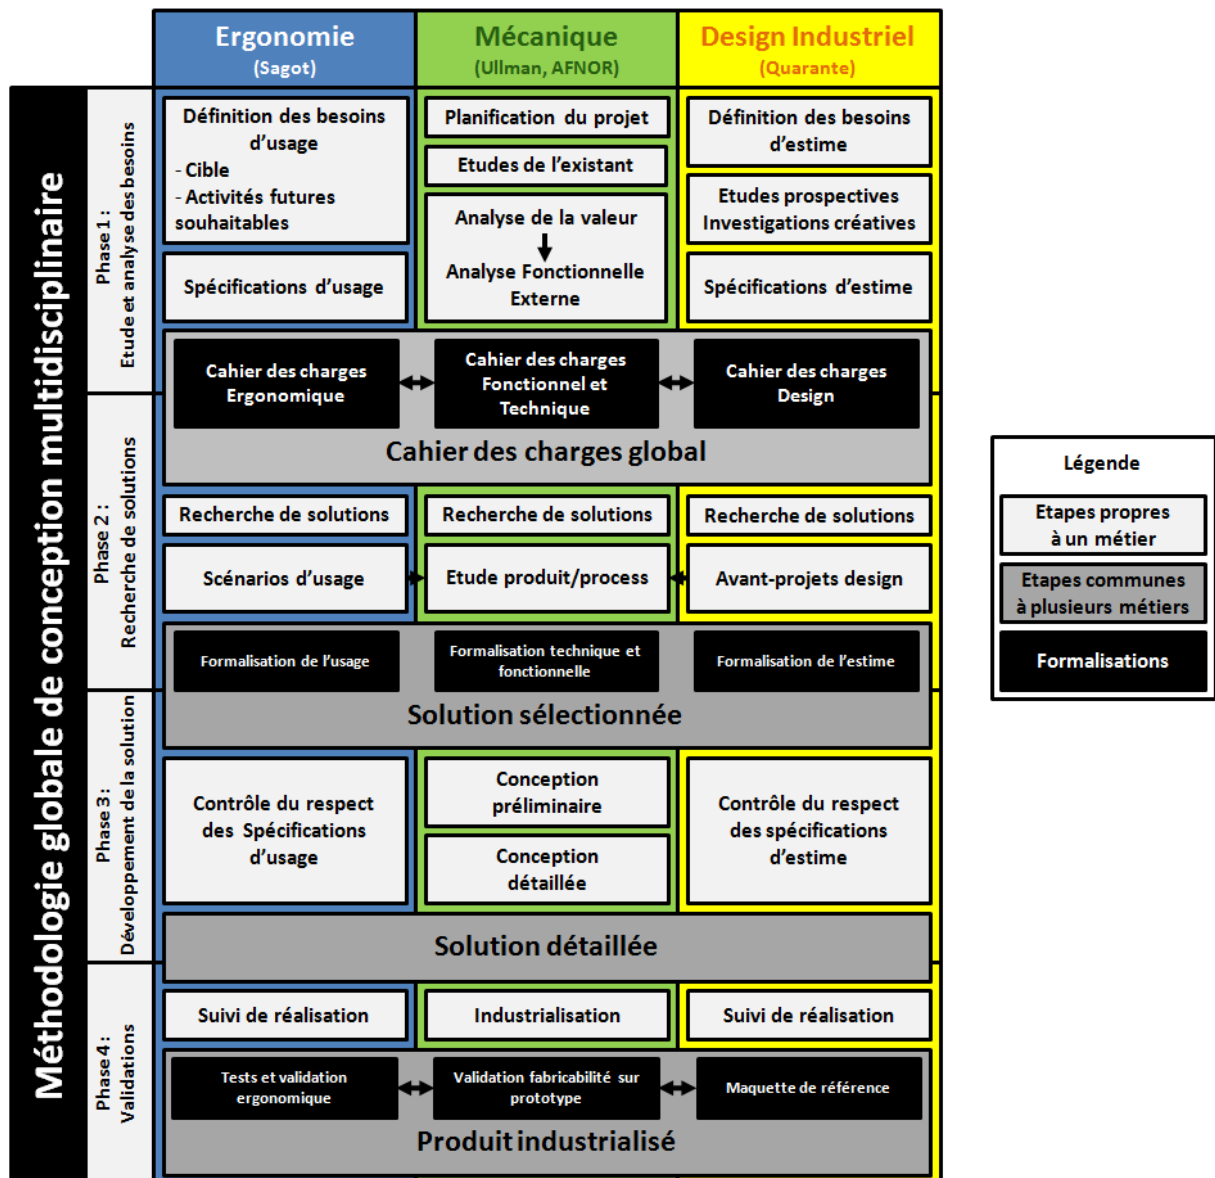 Méthodologie globale de conception multidisciplinaire
Ergonomie
(Sagot)
Mécanique
(Ullman, AFNOR)
Design Industriel
(Quarante)
Phase 1 :
Etude et analyse des besoins
Définition des besoins
d’usage
- Cible
- Activités futures
souhaitables
Spécifications d’usage
Planification du projet
Etudes de l’existant
Analyse de la valeur
Analyse Fonctionnelle
Externe
Définition des besoins
d’estime
Etudes prospectives
Investigations créatives
Spécifications d’estime
Cahier des charges
Ergonomique
Cahier des charges
Fonctionnel et
Technique
Cahier des charges
Design
Cahier des charges global
Phase 2 :
Recherche de solutions
Recherche de solutions
Recherche de solutions
Recherche de solutions
Scénarios d’usage
Etude produit/process
Avant-projets design
Formalisation de l’usage
Formalisation technique et
fonctionnelle
Formalisation de l’estime
Solution sélectionnée
Phase 3 :
Développement de la solution
Contrôle du respect
des Spécifications
d’usage
Conception
préliminaire
Conception
détaillée
Contrôle du respect
des spécifications
d’estime
Solution détaillée
Phase 4 :
Validations
Suivi de réalisation
Industrialisation
Suivi de réalisation
Tests et validation
ergonomique
Validation fabricabilité sur
prototype
Maquette de référence
Produit industrialisé
Légende
Etapes propres
à un métier
Etapes communes
à plusieurs métiers
Formalisations